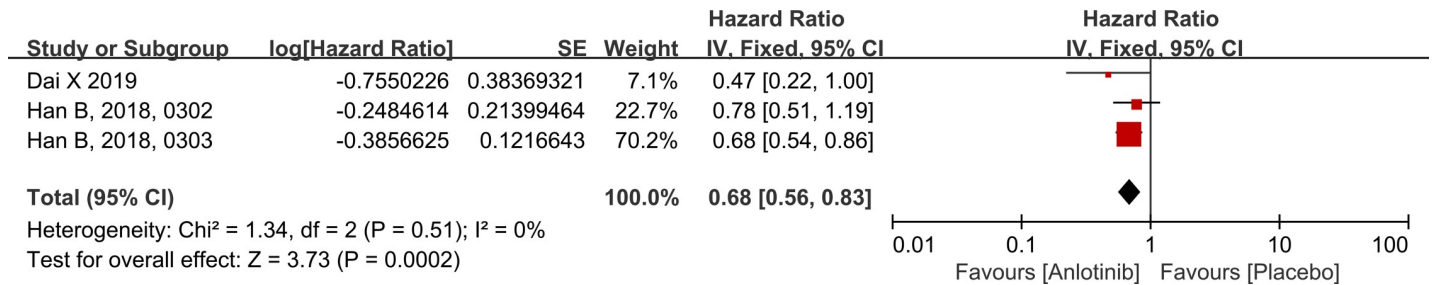 Hazard Ratio Hazard Ratio
Study or Subgroup log[Hazard Ratio] SE Weight IV, Fixed, 95% CI IV, Fixed, 95% CI
Dai X 2019 -0.7550226 0.38369321 7.1% 0.47 [0.22, 1.00]
Han B, 2018, 0302 -0.2484614 0.21399464 22.7% 0.78 [0.51, 1.19]
Han B, 2018, 0303 -0.3856625 0.1216643 70.2% 0.68 [0.54, 0.86]
Total (95% CI) 100.0% 0.68 [0.56, 0.83]
Heterogeneity: Chi² = 1.34, df = 2 (P = 0.51); I² = 0%
Test for overall effect: Z = 3.73 (P = 0.0002)
0.01 0.1 1 10 100
Favours [Anlotinib] Favours [Placebo]